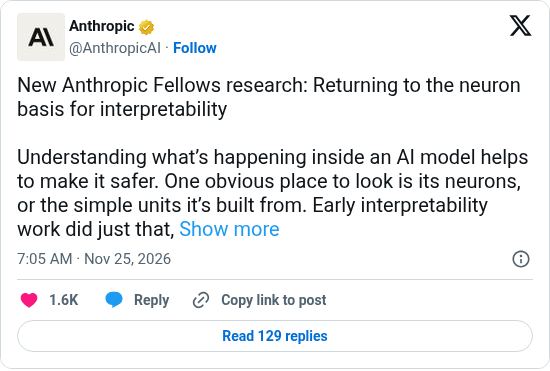 Anthropic
@AnthropicAI · Follow
New Anthropic Fellows research: Returning to the neuron
basis for interpretability
Understanding what’s happening inside an AI model helps
to make it safer. One obvious place to look is its neurons,
or the simple units it’s built from. Early interpretability
work did just that, Show more
7:05 AM · Nov 25, 2026
1.6K Reply Copy link to post
Read 129 replies